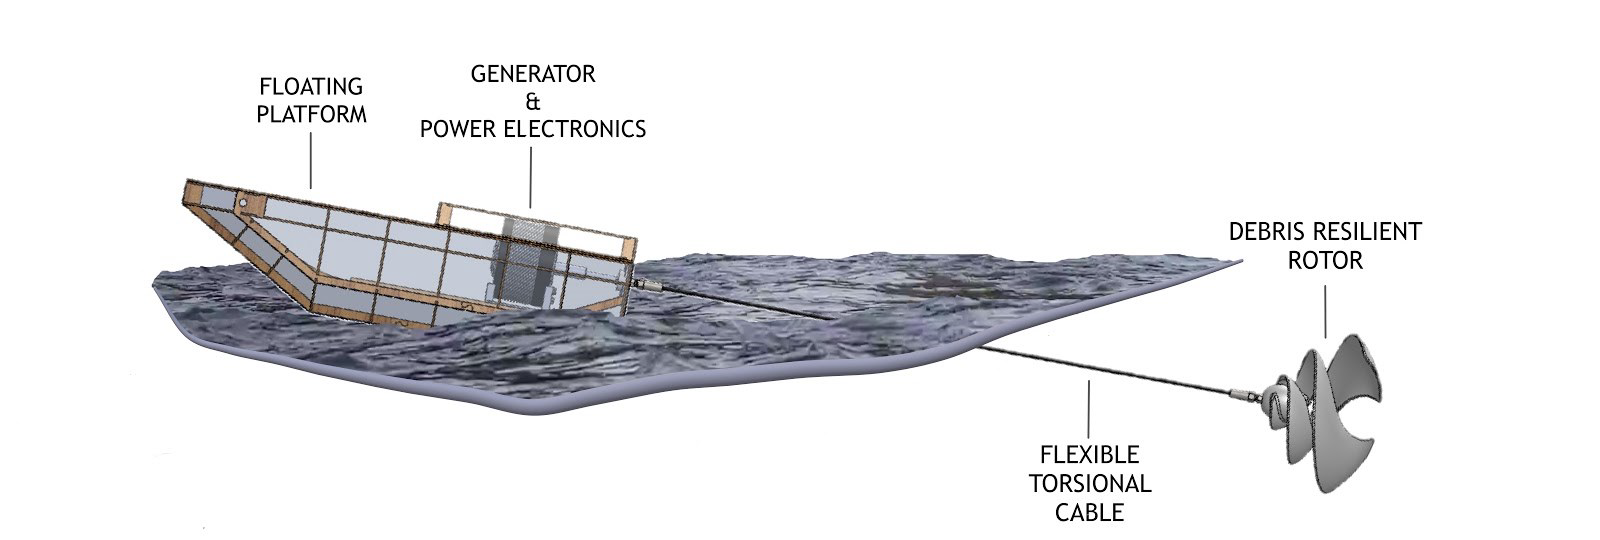 FLOATING
PLATFORM
GENERATOR
&
POWER ELECTRONICS
DEBRIS RESILIENT
ROTOR
FLEXIBLE
TORSIONAL
CABLE